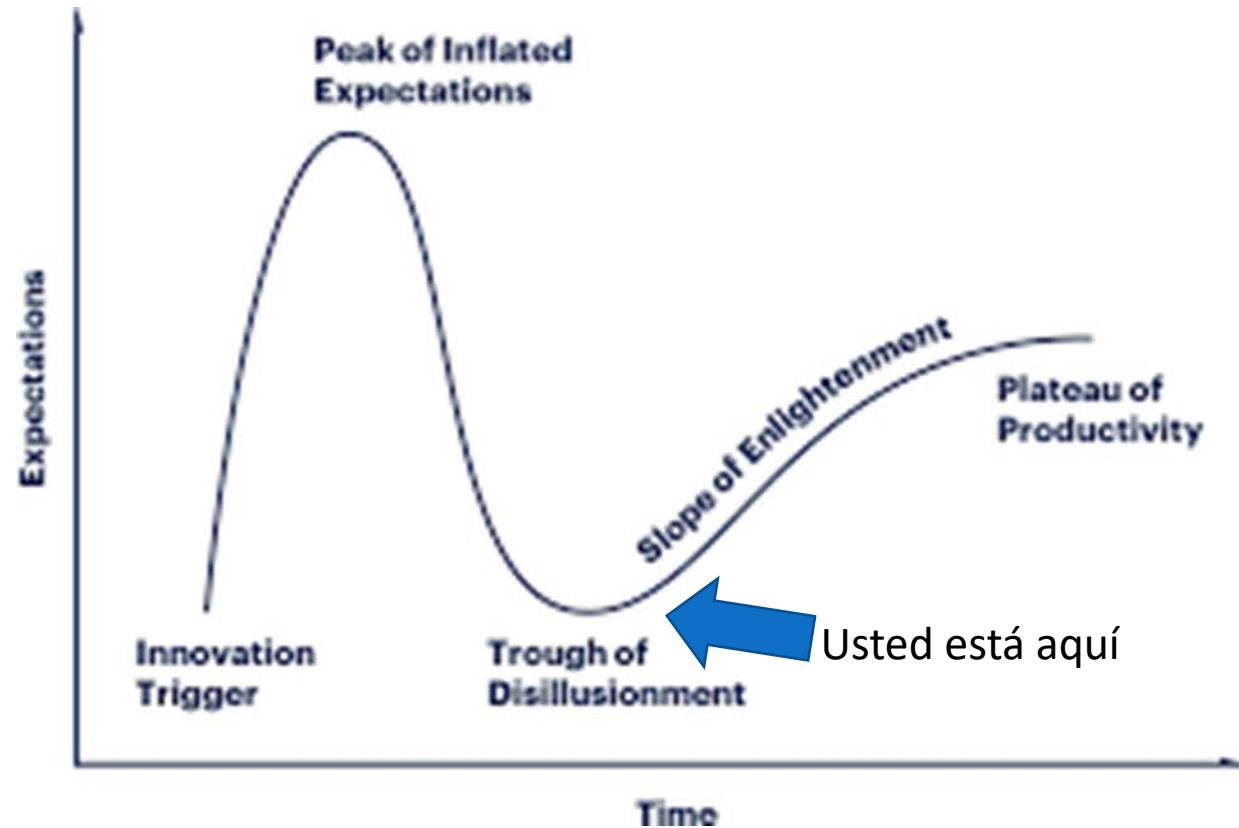 Peak of Inflated
Expectations
Expectations
Slope of Enlightenment
Plateau of
Productivity
Innovation
Trigger
Trough of
Disillusionment
Usted está aquí
Time